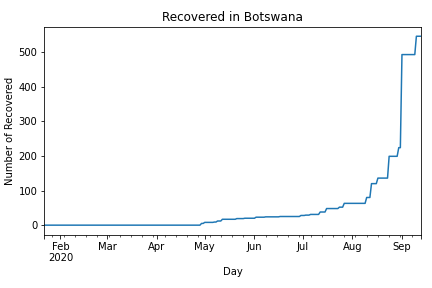 Recovered in Botswana
Number of Recovered
500
400
300
200
100
0
Feb
2020
Mar
Apr
May
Jun
Jul
Aug
Sep
Day